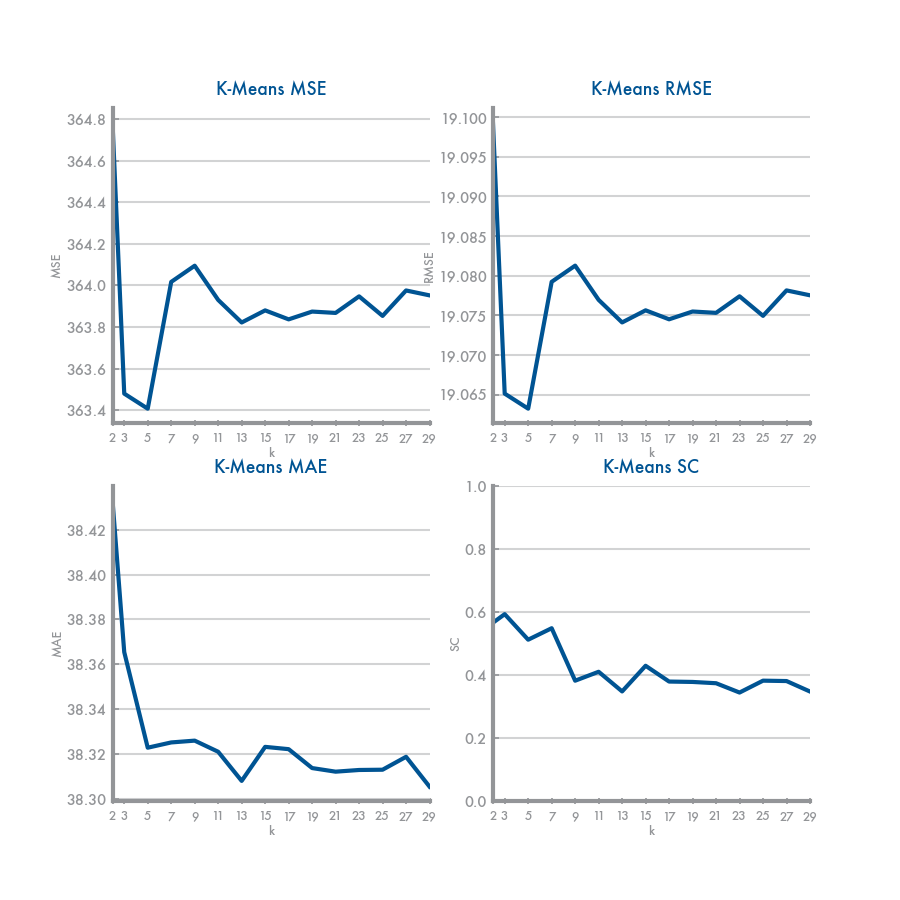 K-Means MSE
364.8
364.6
364.4
364.2
364.0
363.8
363.6
363.4
MSE
2 3 5 7 9 11 13 15 17 19 21 23 25 27 29
k
K-Means RMSE
19.100
19.095
19.090
19.085
19.080
19.075
19.070
19.065
RMSE
2 3 5 7 9 11 13 15 17 19 21 23 25 27 29
k
K-Means MAE
38.42
38.40
38.38
38.36
38.34
38.32
38.30
MAE
2 3 5 7 9 11 13 15 17 19 21 23 25 27 29
k
K-Means SC
1.0
0.8
0.6
0.4
0.2
0.0
SC
2 3 5 7 9 11 13 15 17 19 21 23 25 27 29
k